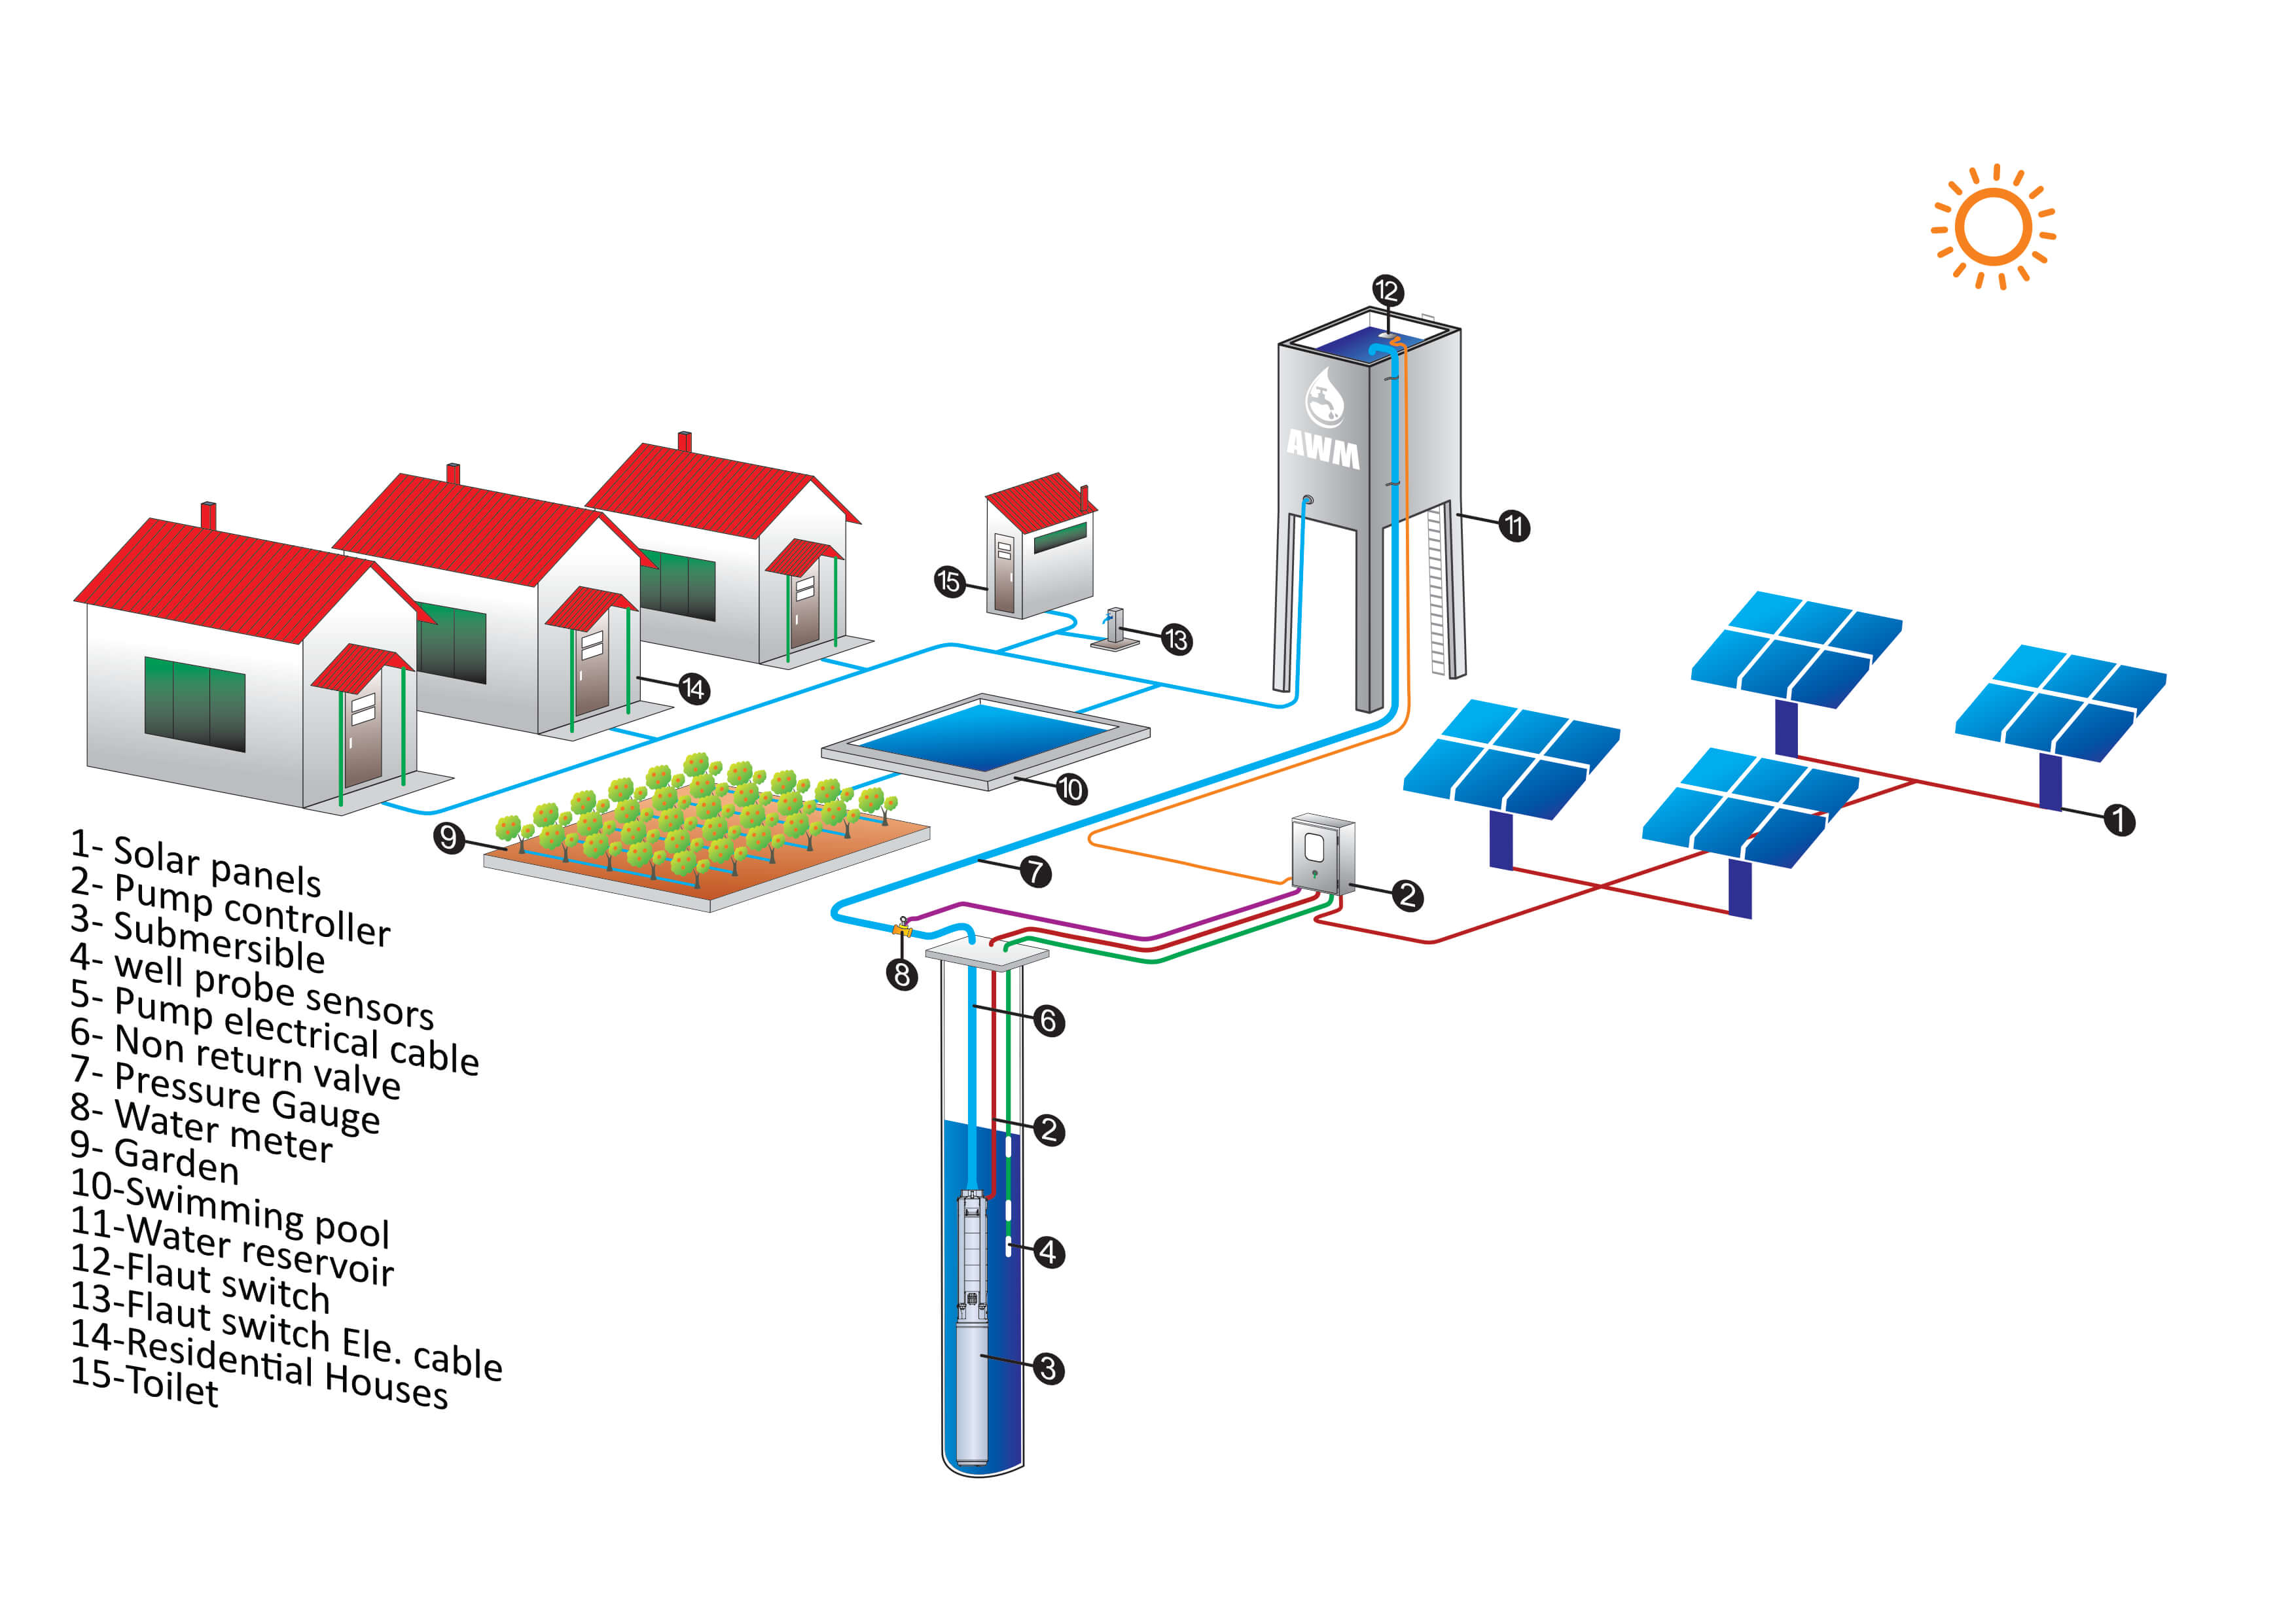 12
AWM
11
15
13
14
1
10
9
7
2
8
6
2
4
3
1- Solar panels
2- Pump controller
3- Submersible
4- well probe sensors
5- Pump electrical cable
6- Non return valve
7- Pressure Gauge
8- Water meter
9- Garden
10-Swimming pool
11-Water reservoir
12-Flaut switch
13-Flaut switch Ele. cable
14-Residential Houses
15-Toilet